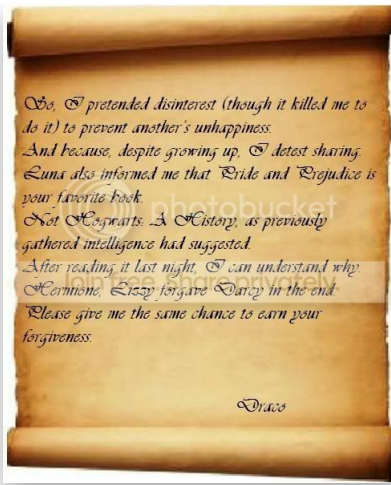 So, I pretended disinterest (though it killed me to
do it) to prevent another's unhappiness.
And because, despite growing up, I detest sharing.
Luna also informed me that Pride and Prejudice is
your favorite book.
Not Hogwarts, A History, as previously
gathered intelligence had suggested.
After reading it last night, I can understand why.
Hermione, Lizzy forgave Darcy in the end.
Please give me the same chance to earn your
forgiveness.
Draco
photobucket